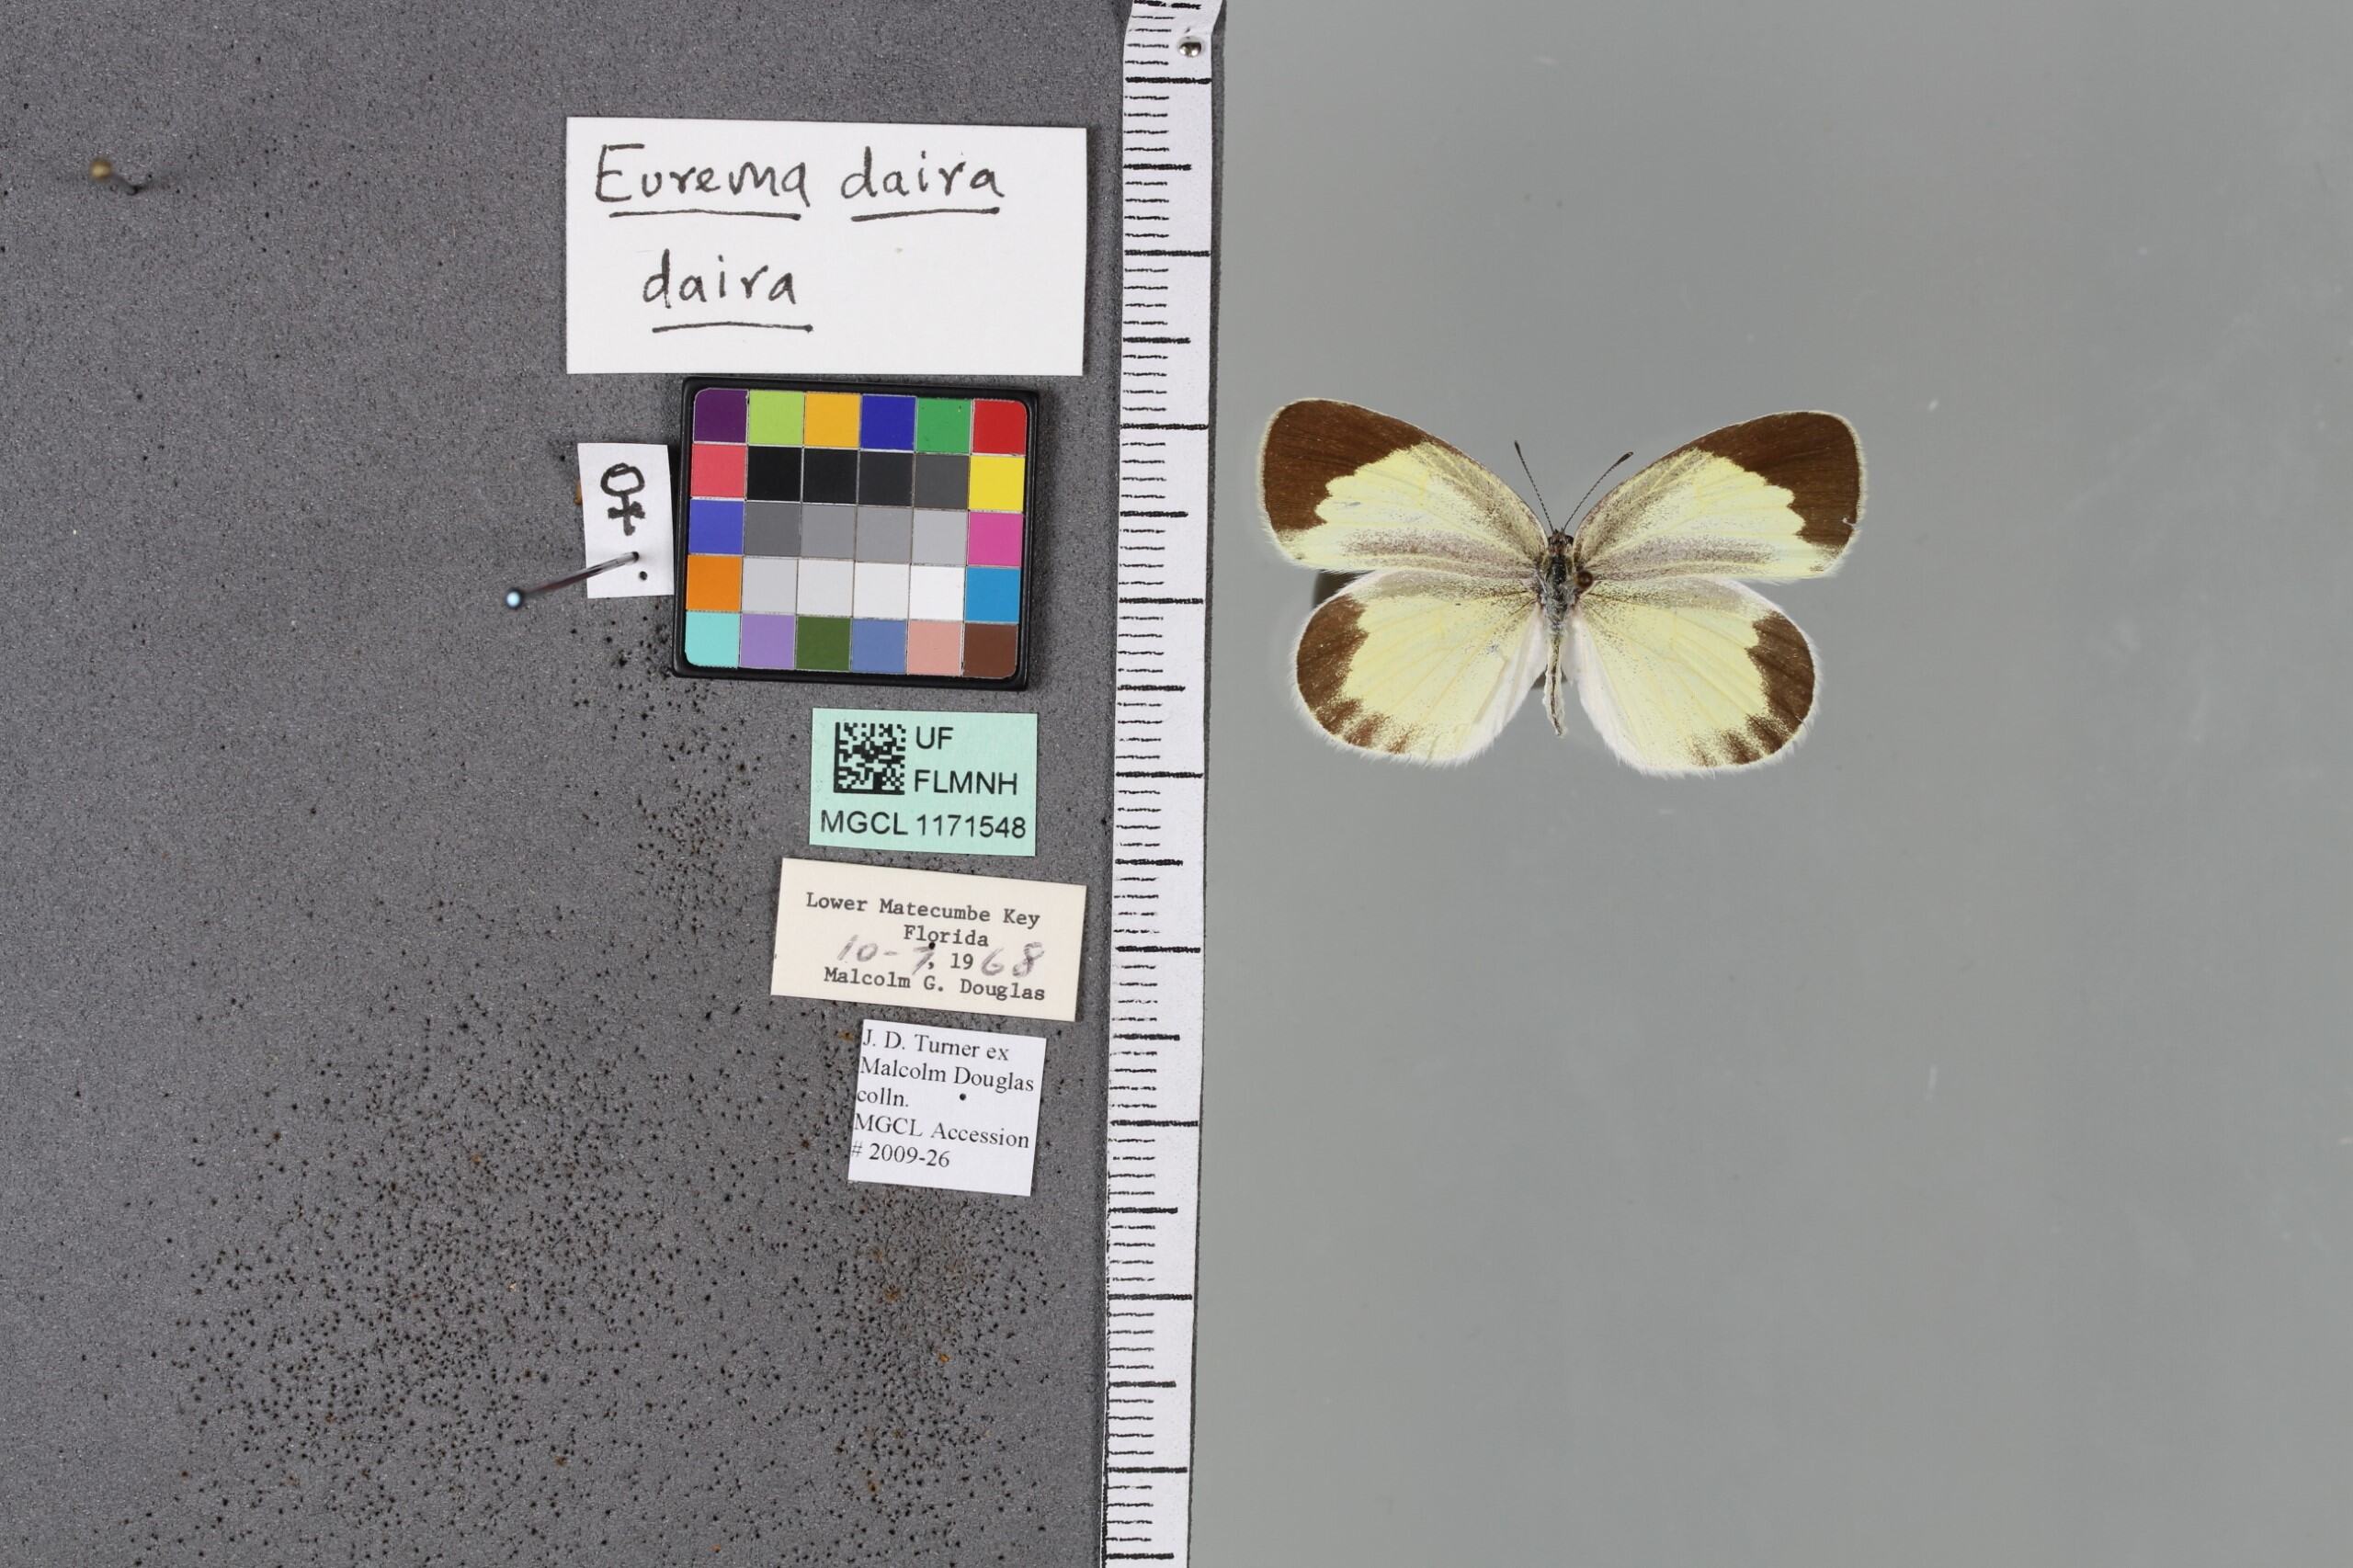 Eurema daira
daira
♀
UF
FLMNH
MGCL 1171548
Lower Matecumbe Key
Florida
10-7, 1968
Malcolm G. Douglas
J. D. Turner ex
Malcolm Douglas
colln.
MGCL Accession
# 2009-26